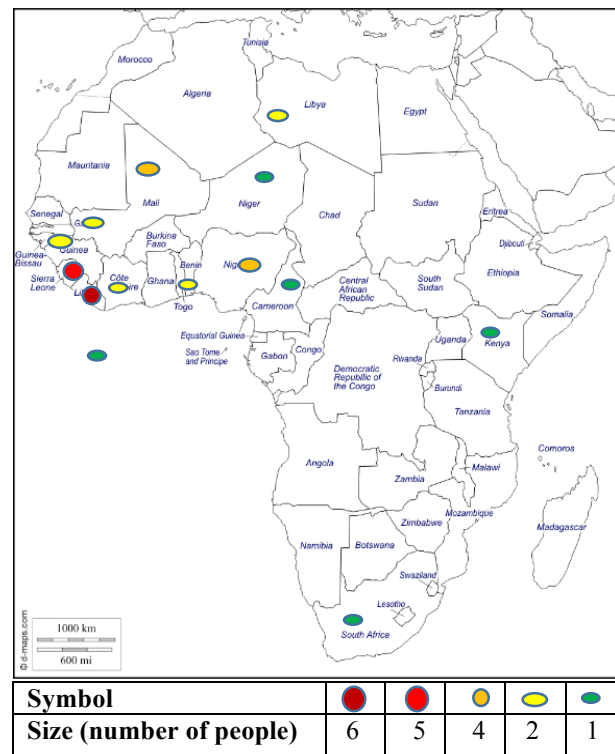 Tunisia
Morocco
Algeria
Libya
Egypt
Mauritania
Mali
Niger
Chad
Sudan
Eritrea
Senegal
Djibouti
Burkina
Faso
Guinea
Guinea-
Bissau
Benin
Nig
Sierra
Leone
Côte
ire
Ghana
Togo
Cameroon
Central
African
Republic
South
Sudan
Ethiopia
Somalia
Equatorial Guinea
Sao Tome
and Principe
Gabon
Congo
Uganda
Kenya
Rwanda
Democratic
Republic of
the Congo
Burundi
Tanzania
Comoros
Angola
Zambia
Malawi
Mozambique
Zimbabwe
Madagascar
Namibia
Botswana
Swaziland
Lesotho
South Africa
1000 km
600 mi
© d-maps.com
Symbol
Size (number of people) 6 5 4 2 1